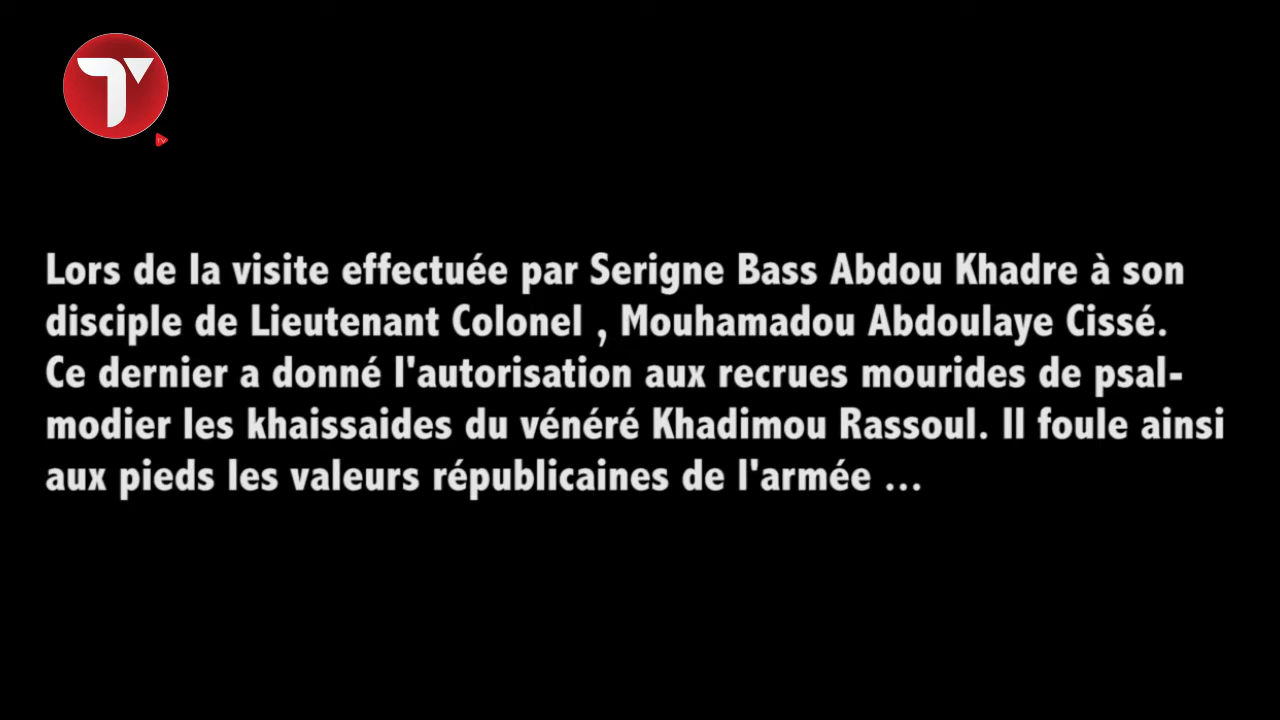 Lors de la visite effectuée par Serigne Bass Abdou Khadre à son
disciple de Lieutenant Colonel , Mouhamadou Abdoulaye Cissé.
Ce dernier a donné l'autorisation aux recrues mourides de psal-
modier les khaissaides du vénéré Khadimou Rassoul. Il foule ainsi
aux pieds les valeurs républicaines de l'armée ...